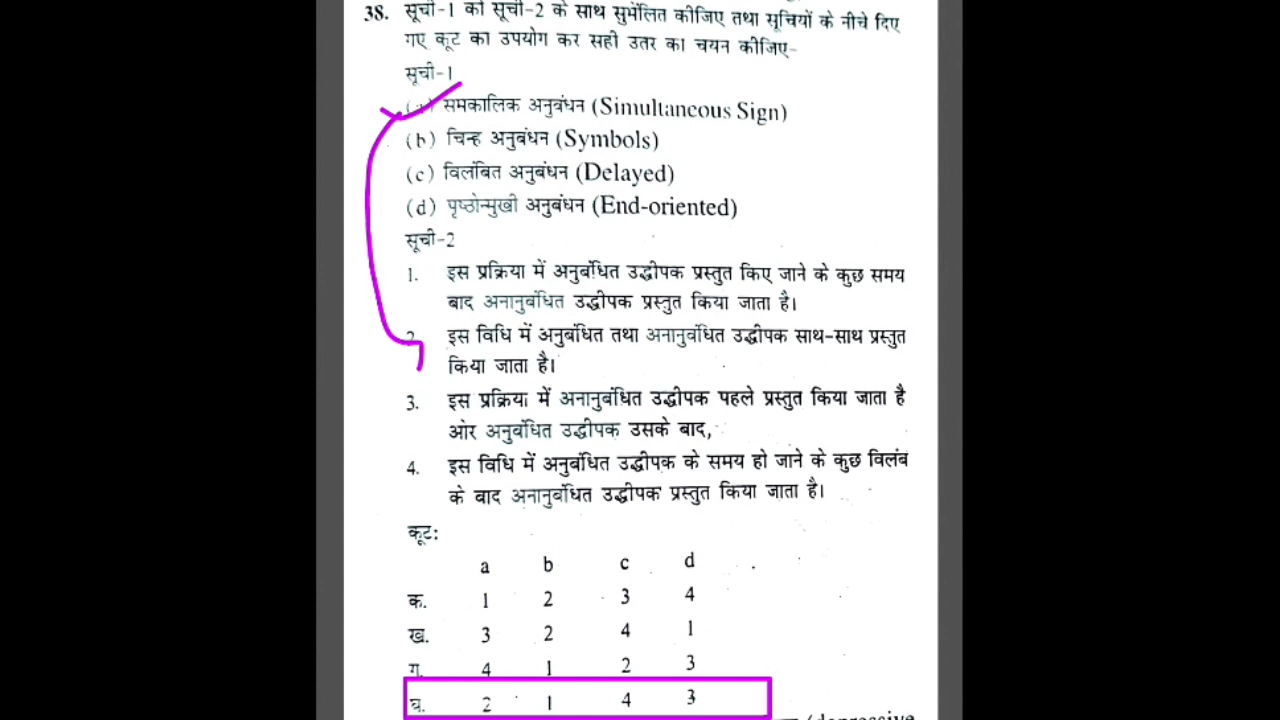 38. सूची-1 को सूची-2 के साथ सुमेलित कीजिए तथा सूचियों के नीचे दिए
गए कूट का उपयोग कर सही उतर का चयन कीजिए-
सूची-1
(a) समकालिक अनुबंधन (Simultaneous Sign)
(b) चिन्ह अनुबंधन (Symbols)
(c) विलंबित अनुबंधन (Delayed)
(d) पृष्ठोन्मुखी अनुबंधन (End-oriented)
सूची-2
1. इस प्रक्रिया में अनुबंधित उद्धीपक प्रस्तुत किए जाने के कुछ समय
बाद अनानुबंधित उद्धीपक प्रस्तुत किया जाता है।
2. इस विधि में अनुबंधित तथा अनानुवंधित उद्धीपक साथ-साथ प्रस्तुत
किया जाता है।
3. इस प्रक्रिया में अनानुबंधित उद्धीपक पहले प्रस्तुत किया जाता है
और अनुबंधित उद्धीपक उसके बाद,
4. इस विधि में अनुबंधित उद्धीपक के समय हो जाने के कुछ विलंब
के बाद अनानुबंधित उद्धीपक प्रस्तुत किया जाता है।
कूट:
a b c d
क. 1 2 3 4
ख. 3 2 4 1
ग. 4 1 2 3
घ. 2 1 4 3
(depressive